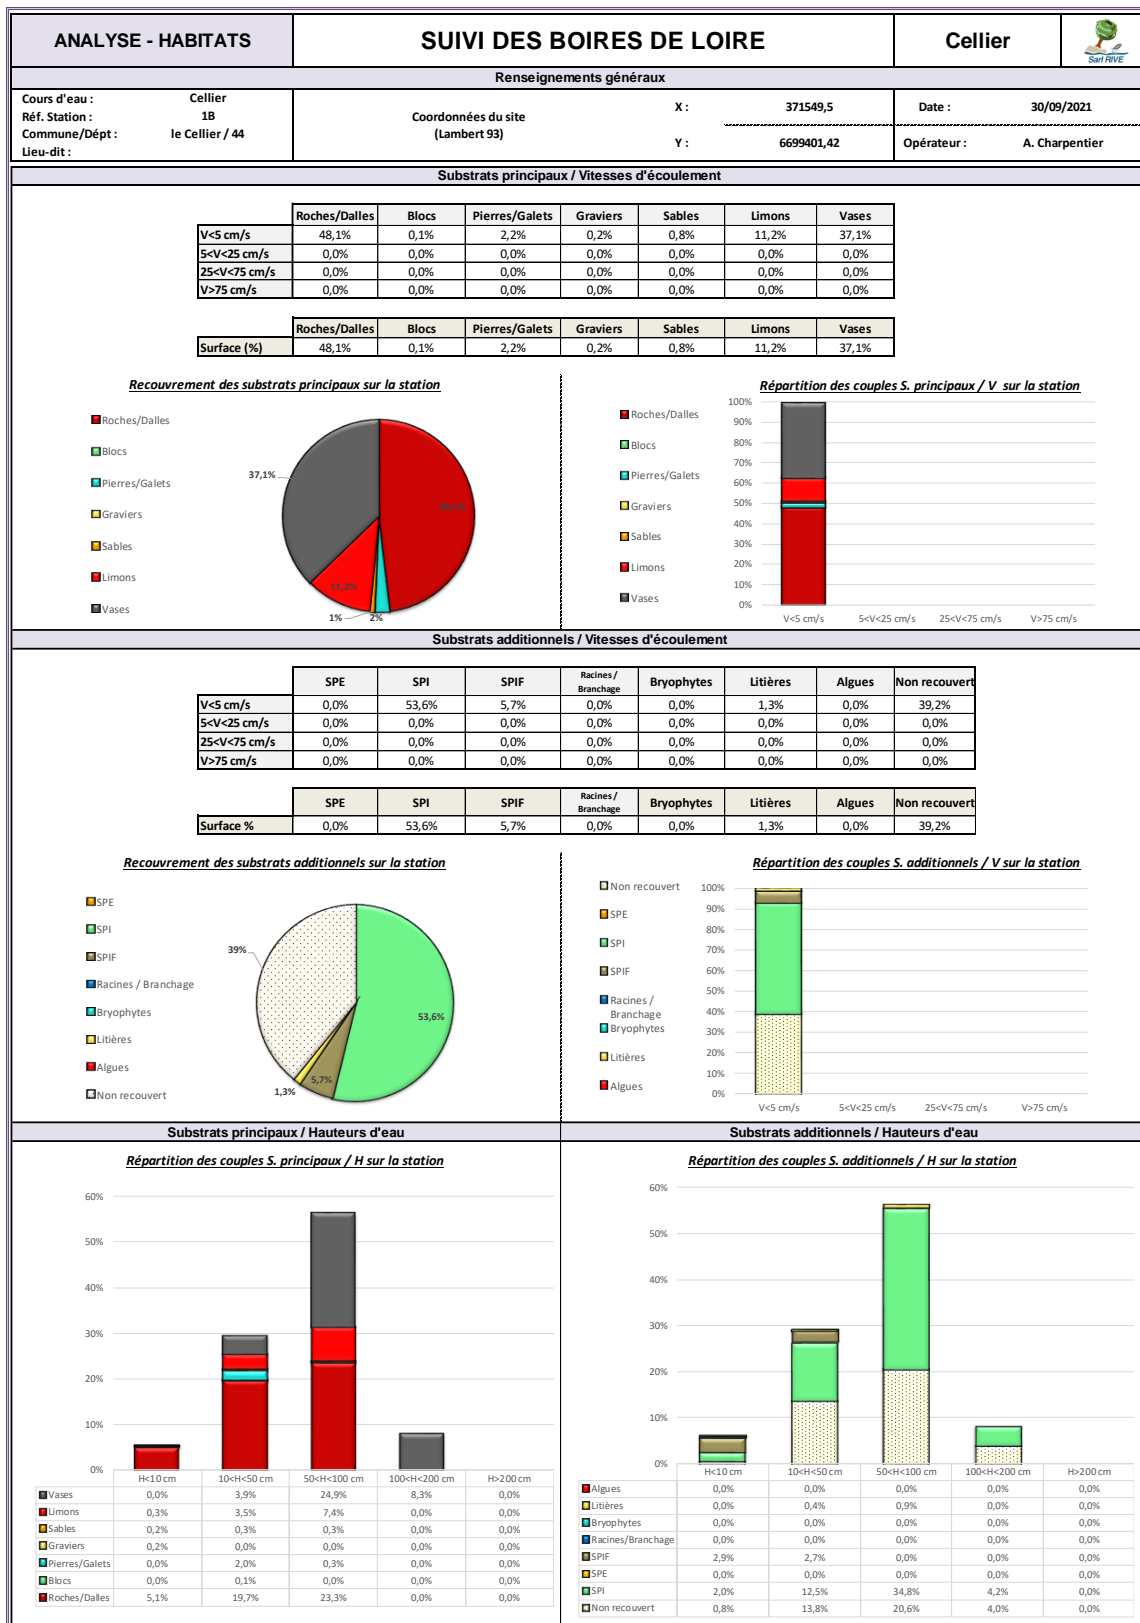 ANALYSE - HABITATS
SUIVI DES BOIRES DE LOIRE
Cellier
Sarl RIVE
Renseignements généraux
Cours d'eau : Cellier
Réf. Station : 1B
Commune/Dépt : le Cellier / 44
Lieu-dit :
Coordonnées du site
(Lambert 93)
X : 371549,5
Y : 6699401,42
Date : 30/09/2021
Opérateur : A. Charpentier
Substrats principaux / Vitesses d'écoulement
Roches/Dalles Blocs Pierres/Galets Graviers Sables Limons Vases
V<5 cm/s 48,1% 0,1% 2,2% 0,2% 0,8% 11,2% 37,1%
5<V<25 cm/s 0,0% 0,0% 0,0% 0,0% 0,0% 0,0% 0,0%
25<V<75 cm/s 0,0% 0,0% 0,0% 0,0% 0,0% 0,0% 0,0%
V>75 cm/s 0,0% 0,0% 0,0% 0,0% 0,0% 0,0% 0,0%
Roches/Dalles Blocs Pierres/Galets Graviers Sables Limons Vases
Surface (%) 48,1% 0,1% 2,2% 0,2% 0,8% 11,2% 37,1%
Recouvrement des substrats principaux sur la station
Roches/Dalles
Blocs
Pierres/Galets
Graviers
Sables
Limons
Vases
37,1%
11,2%
1%
2%
Répartition des couples S. principaux / V sur la station
Roches/Dalles
Blocs
Pierres/Galets
Graviers
Sables
Limons
Vases
100%
90%
80%
70%
60%
50%
40%
30%
20%
10%
0%
V<5 cm/s 5<V<25 cm/s 25<V<75 cm/s V>75 cm/s
Substrats additionnels / Vitesses d'écoulement
SPE SPI SPIF Racines / Branchage Bryophytes Litières Algues Non recouvert
V<5 cm/s 0,0% 53,6% 5,7% 0,0% 0,0% 1,3% 0,0% 39,2%
5<V<25 cm/s 0,0% 0,0% 0,0% 0,0% 0,0% 0,0% 0,0% 0,0%
25<V<75 cm/s 0,0% 0,0% 0,0% 0,0% 0,0% 0,0% 0,0% 0,0%
V>75 cm/s 0,0% 0,0% 0,0% 0,0% 0,0% 0,0% 0,0% 0,0%
SPE SPI SPIF Racines / Branchage Bryophytes Litières Algues Non recouvert
Surface % 0,0% 53,6% 5,7% 0,0% 0,0% 1,3% 0,0% 39,2%
Recouvrement des substrats additionnels sur la station
SPE
SPI
SPIF
Racines / Branchage
Bryophytes
Litières
Algues
Non recouvert
39%
53,6%
5,7%
1,3%
Répartition des couples S. additionnels / V sur la station
Non recouvert
SPE
SPI
SPIF
Racines /
Branchage
Bryophytes
Litières
Algues
100%
90%
80%
70%
60%
50%
40%
30%
20%
10%
0%
V<5 cm/s 5<V<25 cm/s 25<V<75 cm/s V>75 cm/s
Substrats principaux / Hauteurs d'eau
Répartition des couples S. principaux / H sur la station
60%
50%
40%
30%
20%
10%
0%
H<10 cm 10<H<50 cm 50<H<100 cm 100<H<200 cm H>200 cm
Vases 0,0% 3,9% 24,9% 8,3% 0,0%
Limons 0,3% 3,5% 7,4% 0,0% 0,0%
Sables 0,2% 0,3% 0,3% 0,0% 0,0%
Graviers 0,2% 0,0% 0,0% 0,0% 0,0%
Pierres/Galets 0,0% 2,0% 0,3% 0,0% 0,0%
Blocs 0,0% 0,1% 0,0% 0,0% 0,0%
Roches/Dalles 5,1% 19,7% 23,3% 0,0% 0,0%
Substrats additionnels / Hauteurs d'eau
Répartition des couples S. additionnels / H sur la station
60%
50%
40%
30%
20%
10%
0%
H<10 cm 10<H<50 cm 50<H<100 cm 100<H<200 cm H>200 cm
Algues 0,0% 0,0% 0,0% 0,0% 0,0%
Litières 0,0% 0,4% 0,9% 0,0% 0,0%
Bryophytes 0,0% 0,0% 0,0% 0,0% 0,0%
Racines/Branchage 0,0% 0,0% 0,0% 0,0% 0,0%
SPIF 2,9% 2,7% 0,0% 0,0% 0,0%
SPE 0,0% 0,0% 0,0% 0,0% 0,0%
SPI 2,0% 12,5% 34,8% 4,2% 0,0%
Non recouvert 0,8% 13,8% 20,6% 4,0% 0,0%